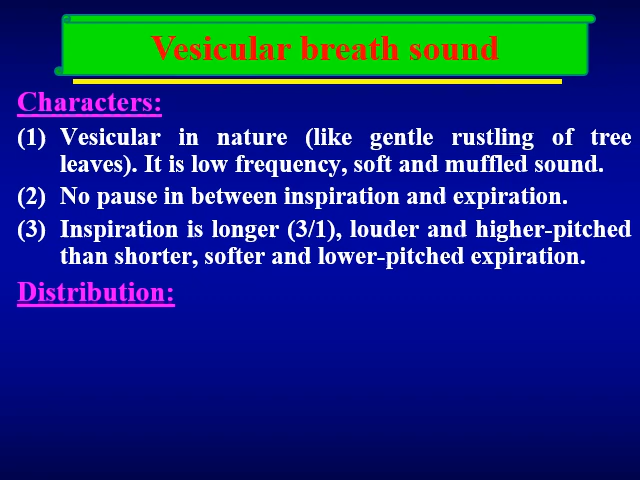 Vesicular breath sound
Characters:
(1) Vesicular in nature (like gentle rustling of tree
leaves). It is low frequency, soft and muffled sound.
(2) No pause in between inspiration and expiration.
(3) Inspiration is longer (3/1), louder and higher-pitched
than shorter, softer and lower-pitched expiration.
Distribution: